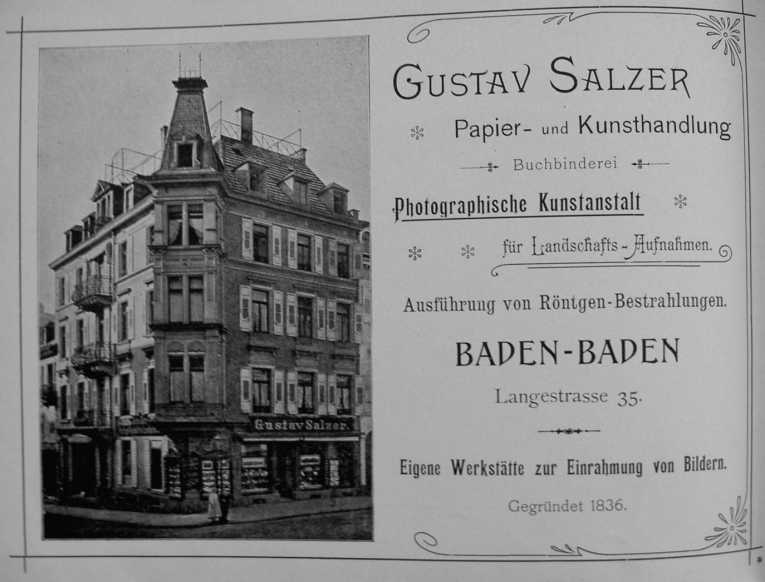 GUSTAV SALZER
Papier- und Kunsthandlung
Buchbinderei
Photographische Kunstanstalt
für Landschafts-Aufnahmen.
Ausführung von Röntgen-Bestrahlungen.
BADEN-BADEN
Langestrasse 35.
Eigene Werkstätte zur Einrahmung von Bildern.
Gegründet 1836.
Gustav Salzer.